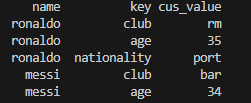 name key cus_value
ronaldo club rm
ronaldo age 35
ronaldo nationality port
messi club bar
messi age 34